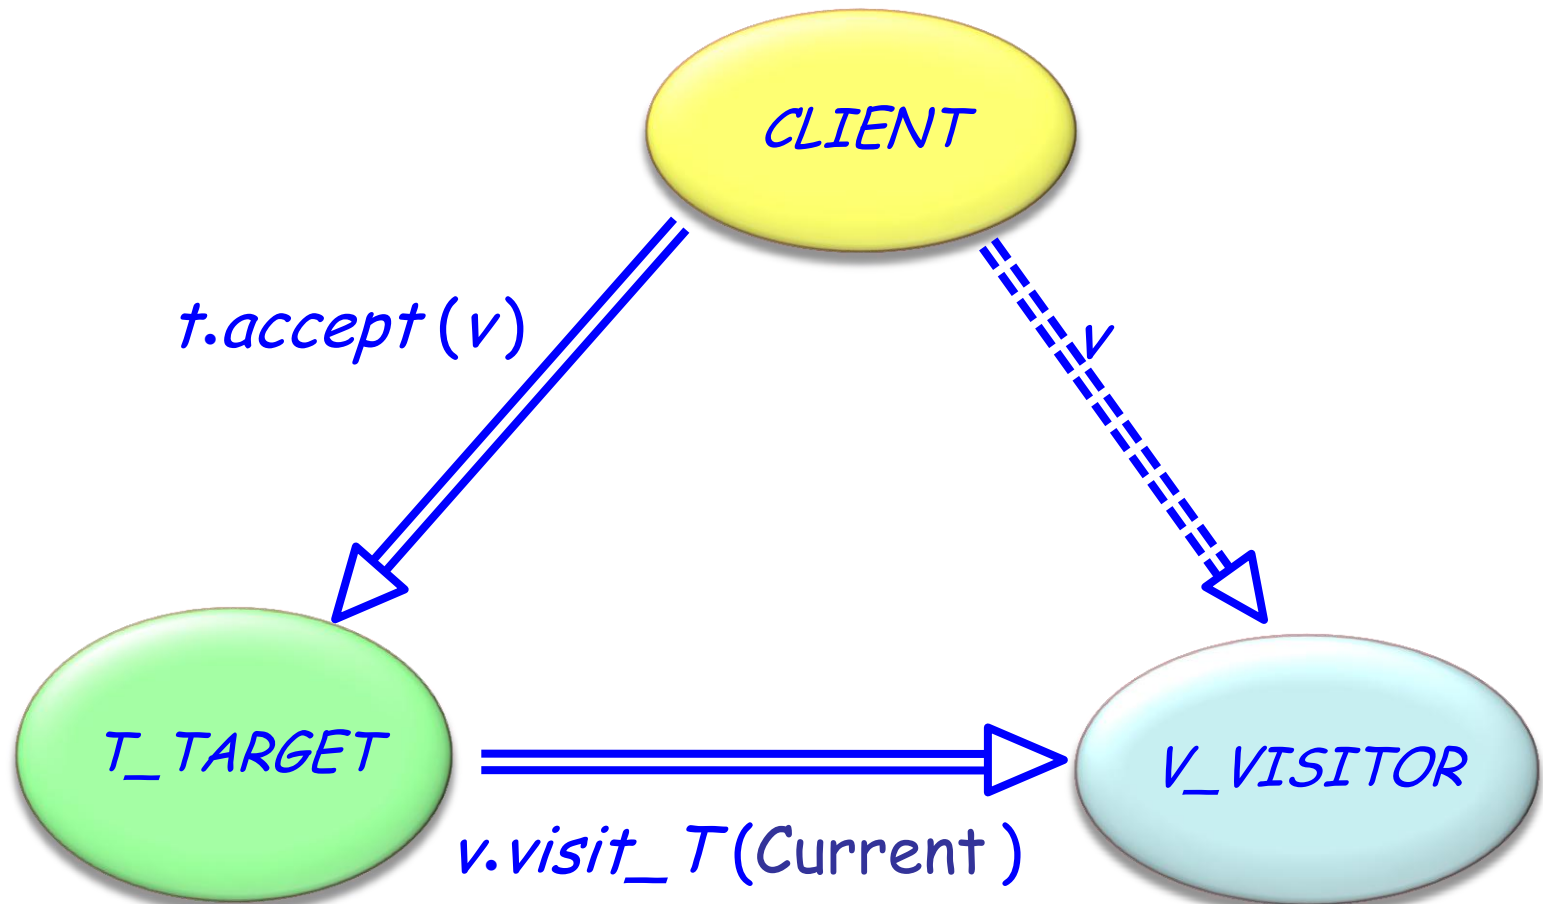 CLIENT
t.accept (v)
v
T_TARGET
V_VISITOR
v.visit_T (Current )